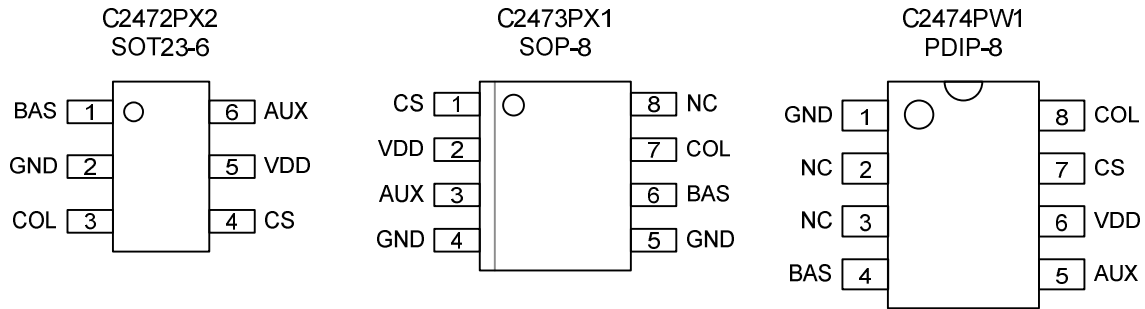 C2472PX2
SOT23-6
BAS 1 6 AUX
GND 2 5 VDD
COL 3 4 CS
C2473PX1
SOP-8
CS 1 8 NC
VDD 2 7 COL
AUX 3 6 BAS
GND 4 5 GND
C2474PW1
PDIP-8
GND 1 8 COL
NC 2 7 CS
NC 3 6 VDD
BAS 4 5 AUX